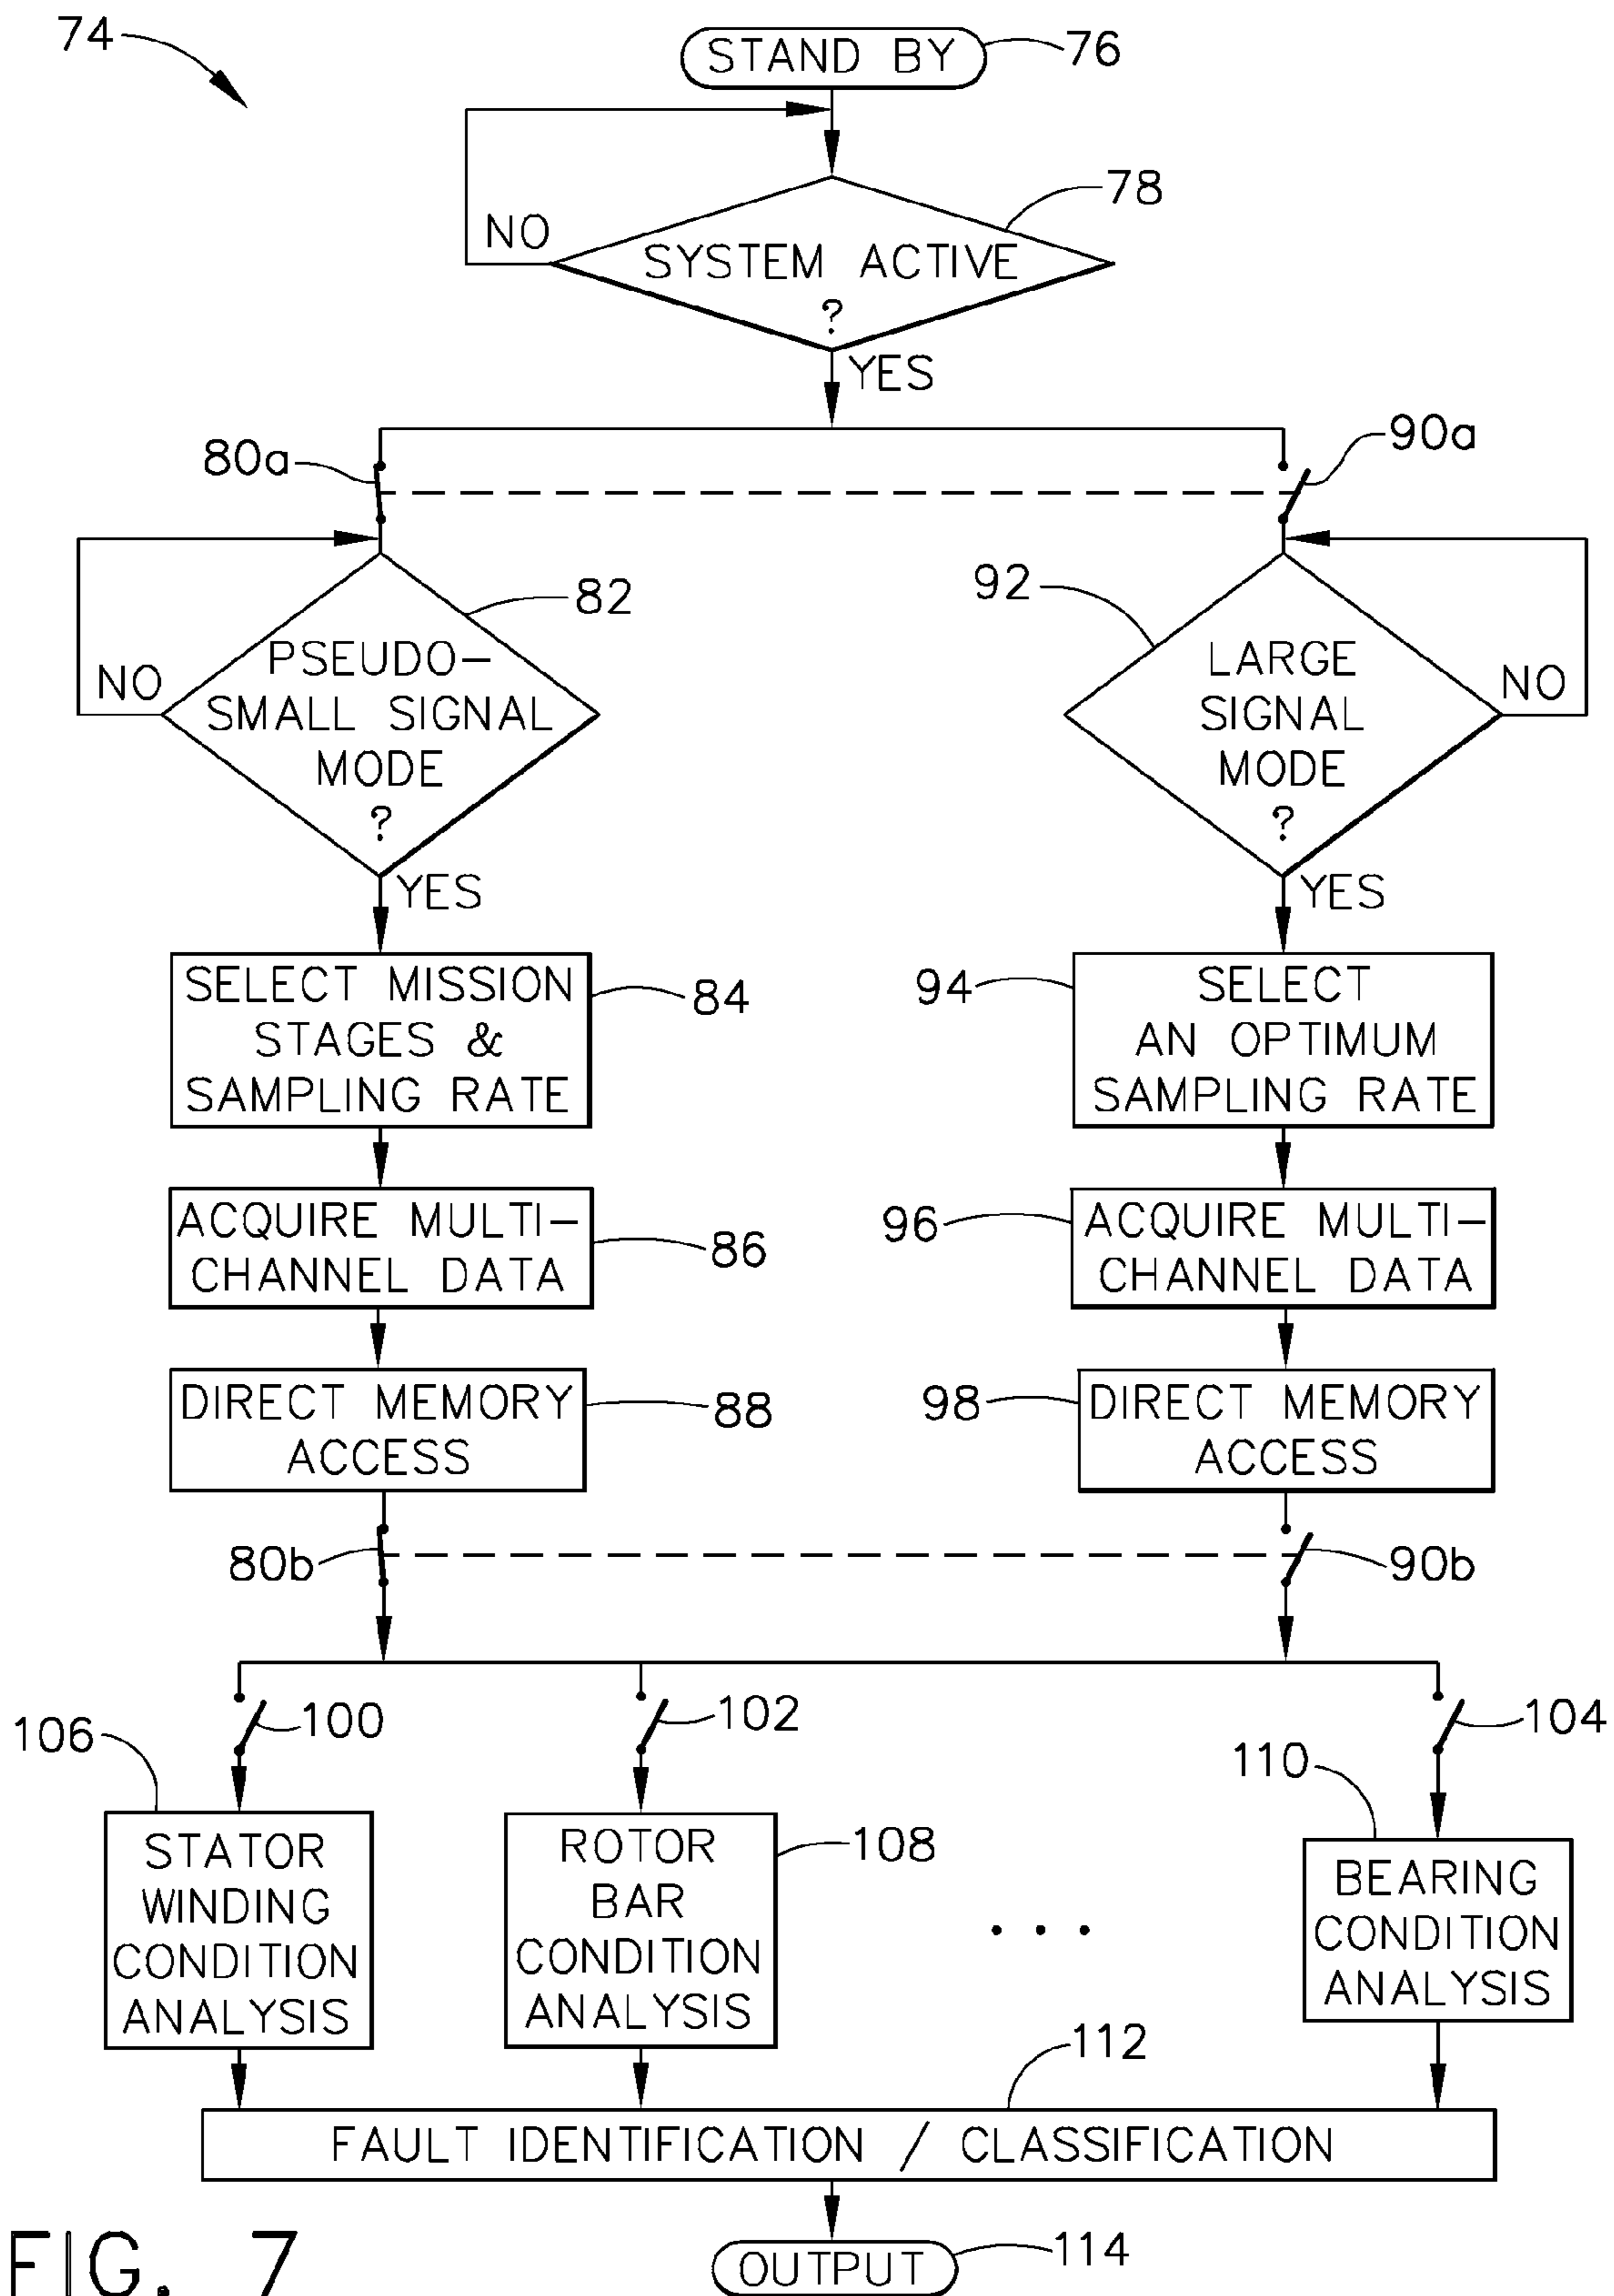 74
STAND BY
76
78
NO
SYSTEM ACTIVE
?
YES
80a
90a
82
92
NO
PSEUDO-
SMALL SIGNAL
MODE
?
LARGE
SIGNAL
MODE
?
NO
YES
YES
SELECT MISSION
STAGES &
SAMPLING RATE
84
94
SELECT
AN OPTIMUM
SAMPLING RATE
ACQUIRE MULTI-
CHANNEL DATA
86
96
ACQUIRE MULTI-
CHANNEL DATA
DIRECT MEMORY
ACCESS
88
98
DIRECT MEMORY
ACCESS
80b
90b
100
102
104
106
STATOR
WINDING
CONDITION
ANALYSIS
ROTOR
BAR
CONDITION
ANALYSIS
108
. . .
110
BEARING
CONDITION
ANALYSIS
112
FAULT IDENTIFICATION / CLASSIFICATION
OUTPUT
114
FIG. 7